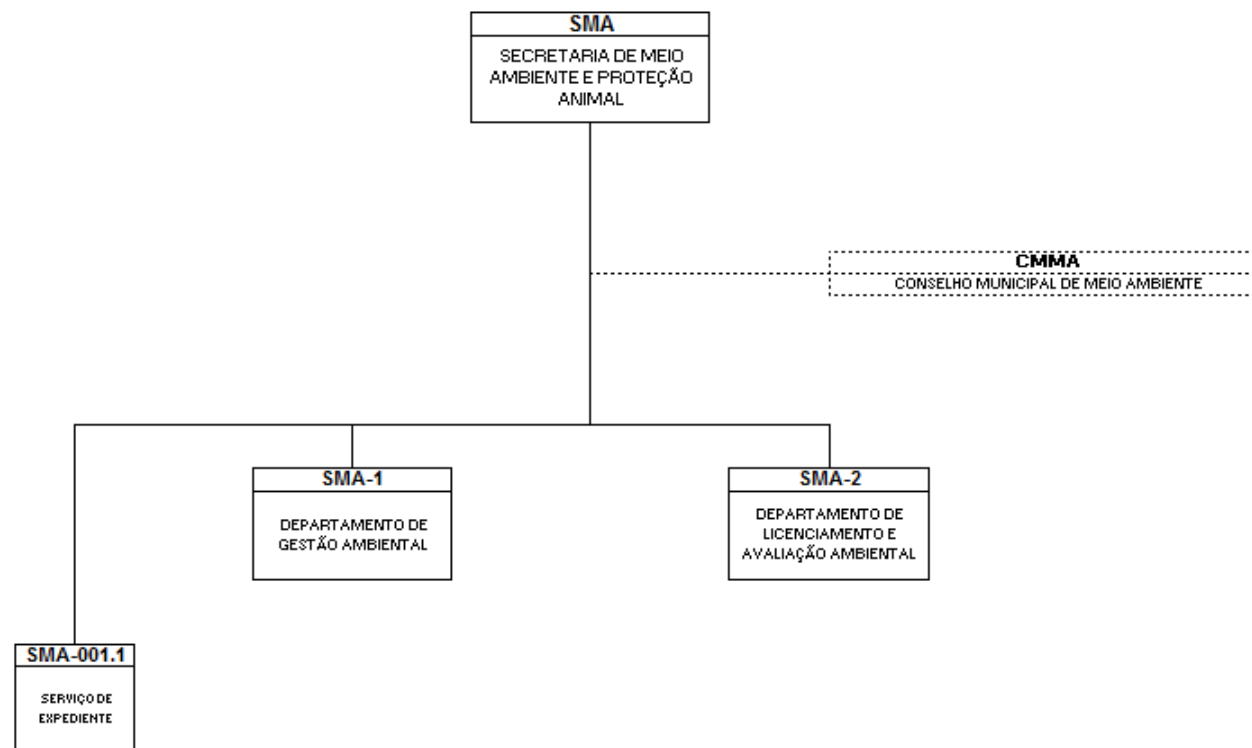 SMA
SECRETARIA DE MEIO
AMBIENTE E PROTEÇÃO
ANIMAL
CMMA
CONSELHO MUNICIPAL DE MEIO AMBIENTE
SMA-1
DEPARTAMENTO DE
GESTÃO AMBIENTAL
SMA-2
DEPARTAMENTO DE
LICENCIAMENTO E
AVALIAÇÃO AMBIENTAL
SMA-001.1
SERVIÇO DE
EXPEDIENTE